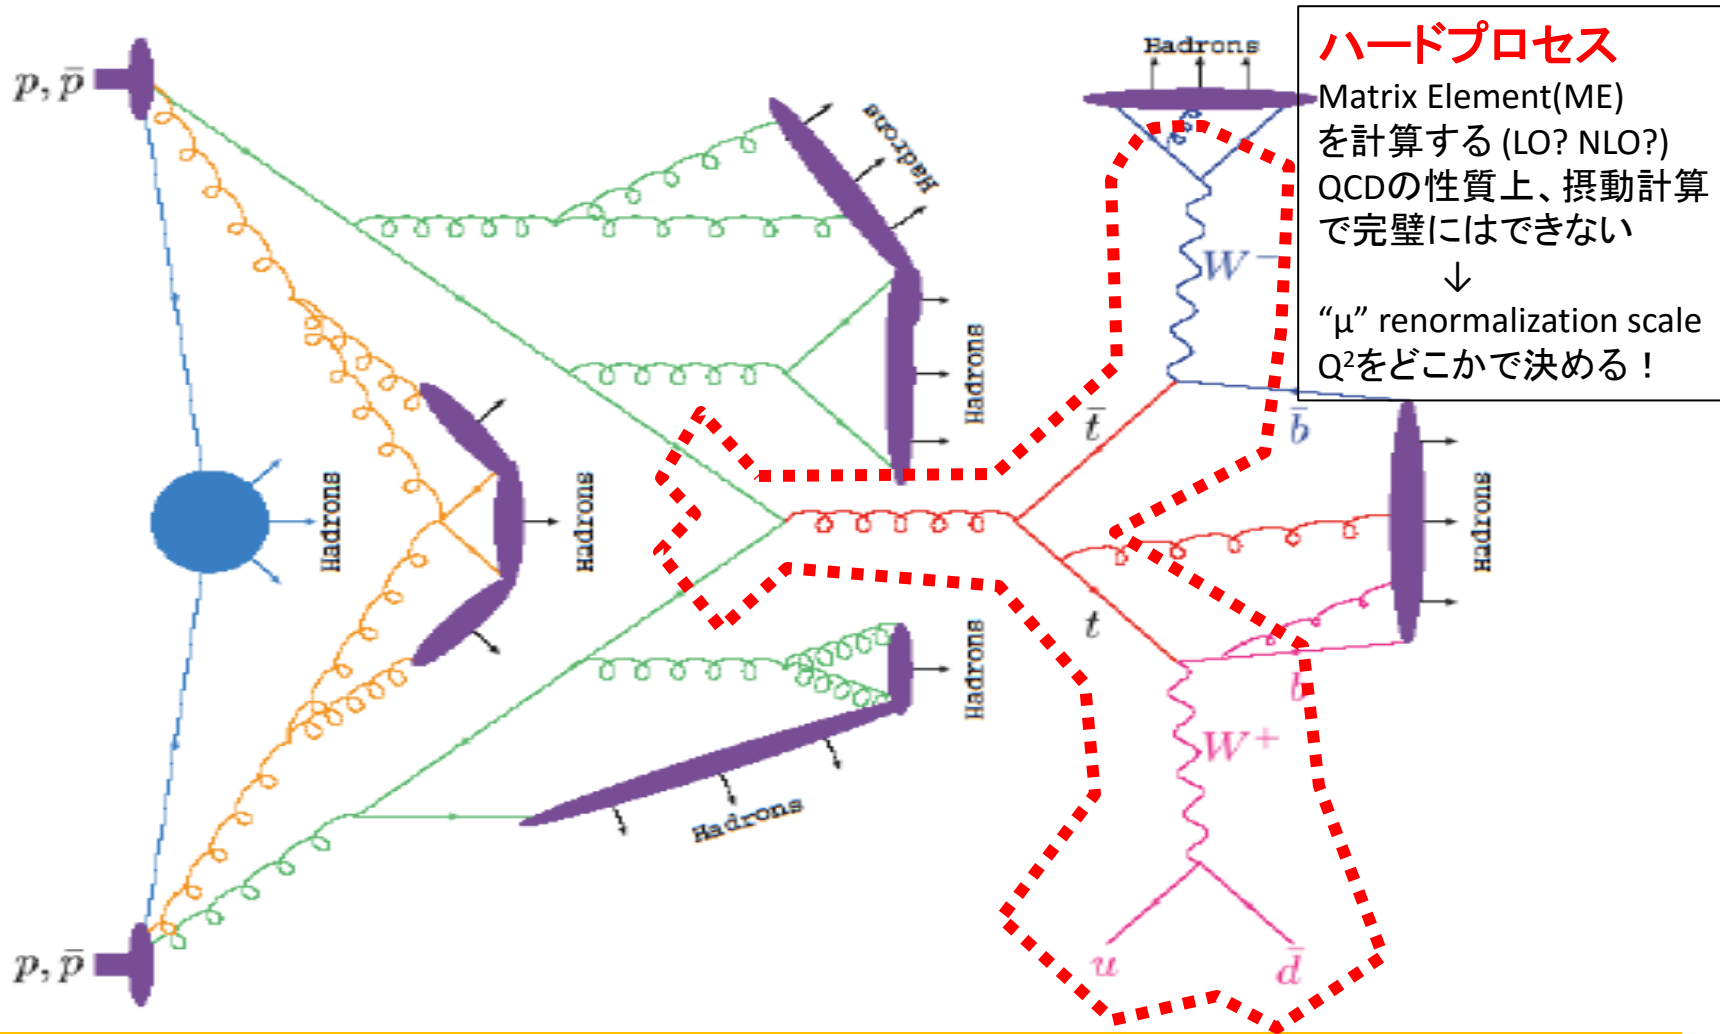 p, p̄
Hadrons
ハードプロセス
Matrix Element(ME)
を計算する (LO? NLO?)
QCDの性質上、摂動計算
で完璧にはできない
↓
“μ” renormalization scale
Q²をどこかで決める！
Hadrons
W⁻
Hadrons
t̄
b̄
Hadrons
Hadrons
Hadrons
t
Hadrons
b
W⁺
Hadrons
u
d̄
p, p̄